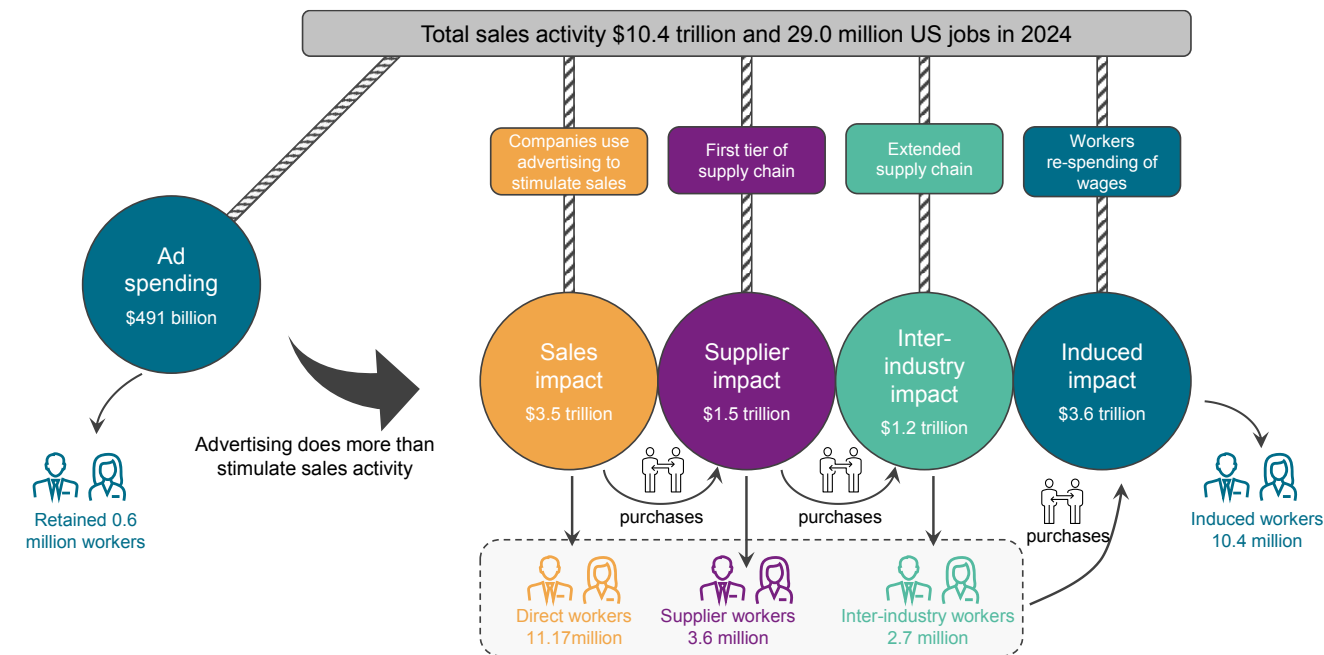 Total sales activity $10.4 trillion and 29.0 million US jobs in 2024
Companies use
advertising to
stimulate sales
First tier of
supply chain
Extended
supply chain
Workers
re-spending of
wages
Ad
spending
$491 billion
Sales
impact
$3.5 trillion
Supplier
impact
$1.5 trillion
Inter-
industry
impact
$1.2 trillion
Induced
impact
$3.6 trillion
Advertising does more than
stimulate sales activity
purchases
purchases
purchases
Retained 0.6
million workers
Induced workers
10.4 million
Direct workers
11.17million
Supplier workers
3.6 million
Inter-industry workers
2.7 million